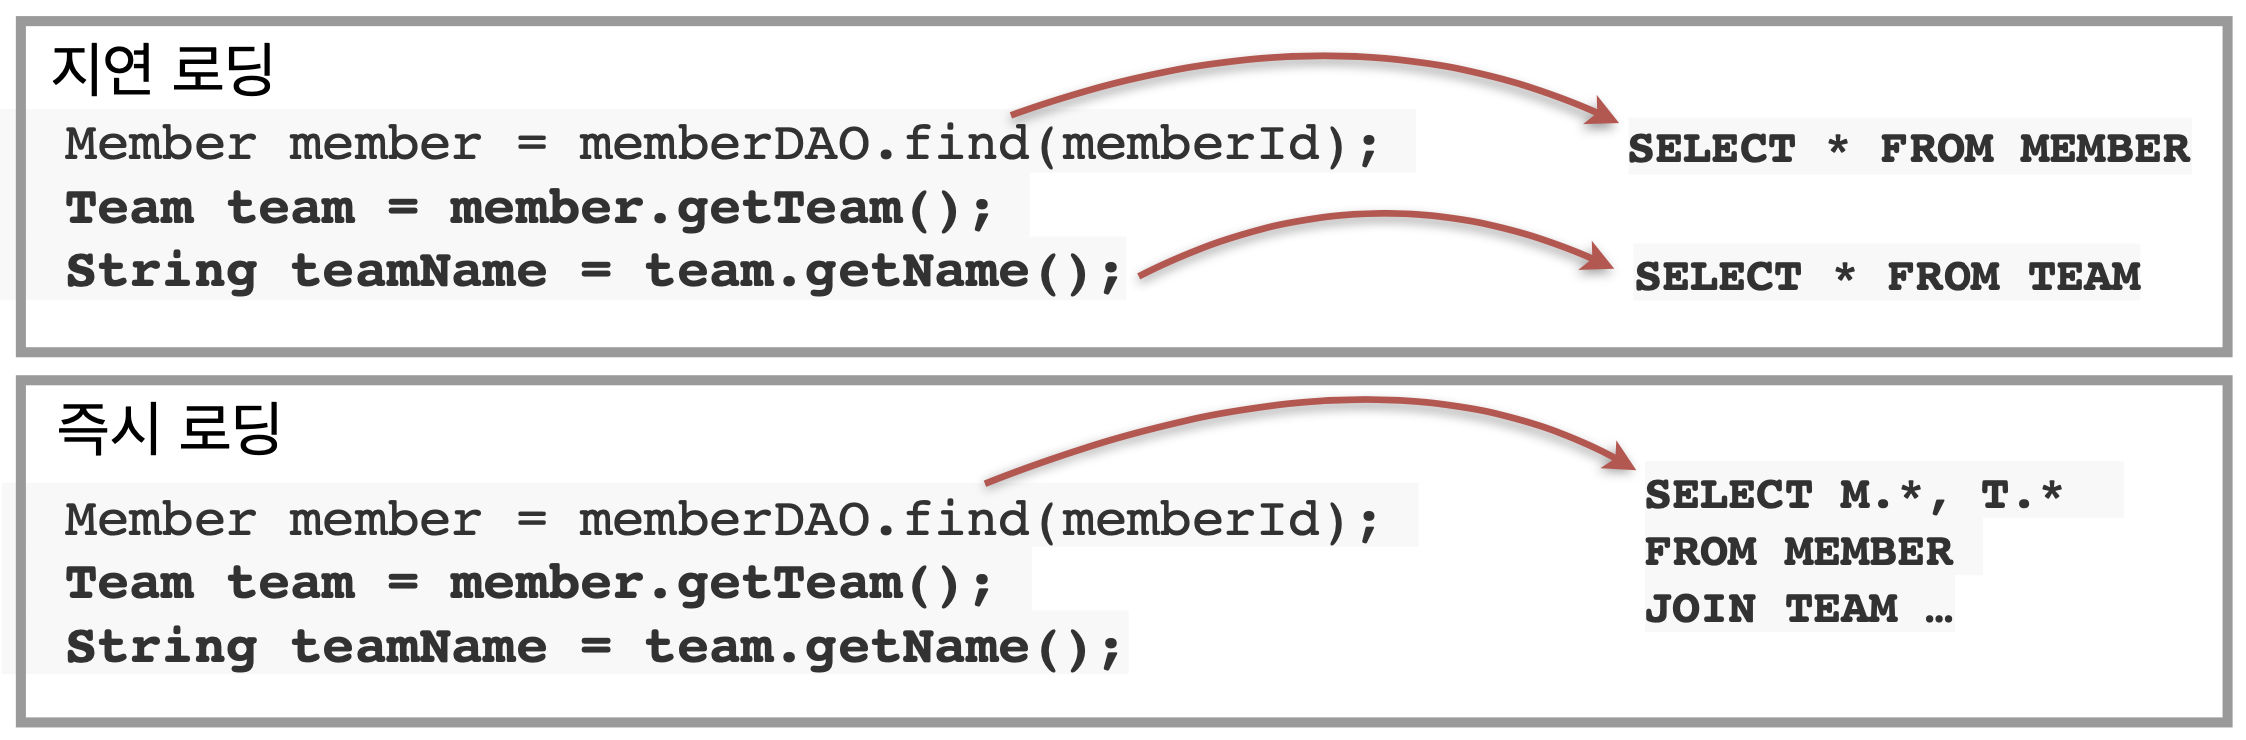 지연 로딩
Member member = memberDAO.find(memberId);
SELECT * FROM MEMBER
Team team = member.getTeam();
String teamName = team.getName();
SELECT * FROM TEAM
즉시 로딩
Member member = memberDAO.find(memberId);
Team team = member.getTeam();
String teamName = team.getName();
SELECT M.*, T.*
FROM MEMBER
JOIN TEAM …